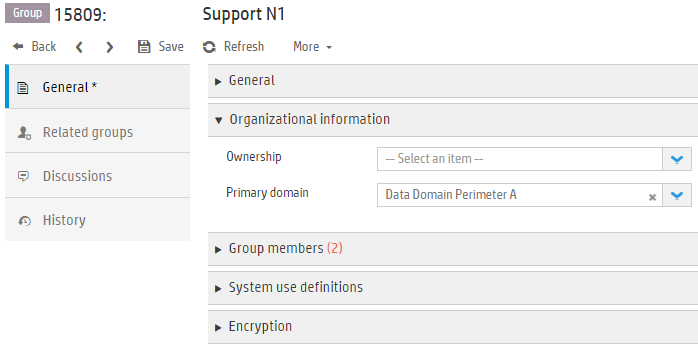 Group 15809: Support N1
Back Save Refresh More
General *
Related groups
Discussions
History
General
Organizational information
Ownership -- Select an item --
Primary domain Data Domain Perimeter A
Group members (2)
System use definitions
Encryption